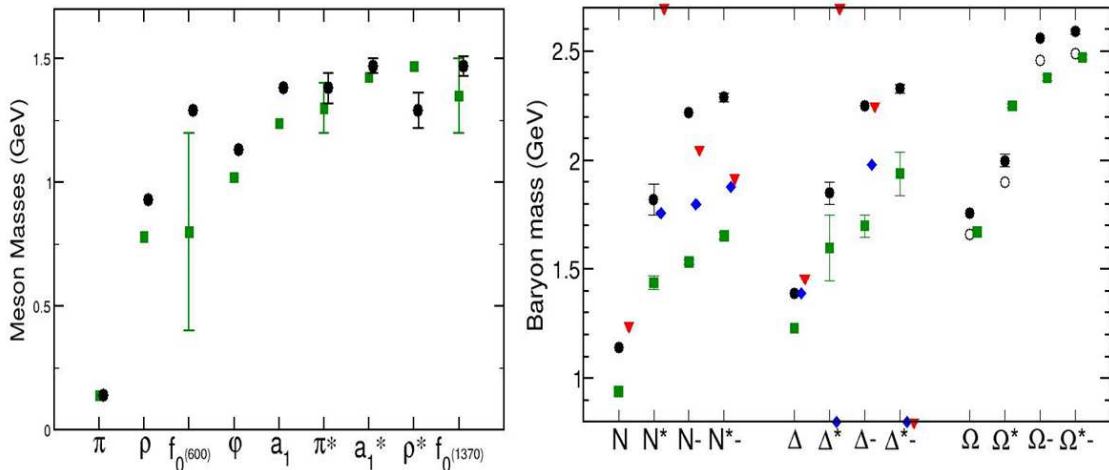 Meson Masses (GeV)
1.5
1
0.5
0
π ρ f₀(600) φ a₁ π* a₁* ρ* f₀(1370)
Baryon mass (GeV)
2.5
2
1.5
1
N N* N- N*- Δ Δ* Δ- Δ*- Ω Ω* Ω- Ω*-